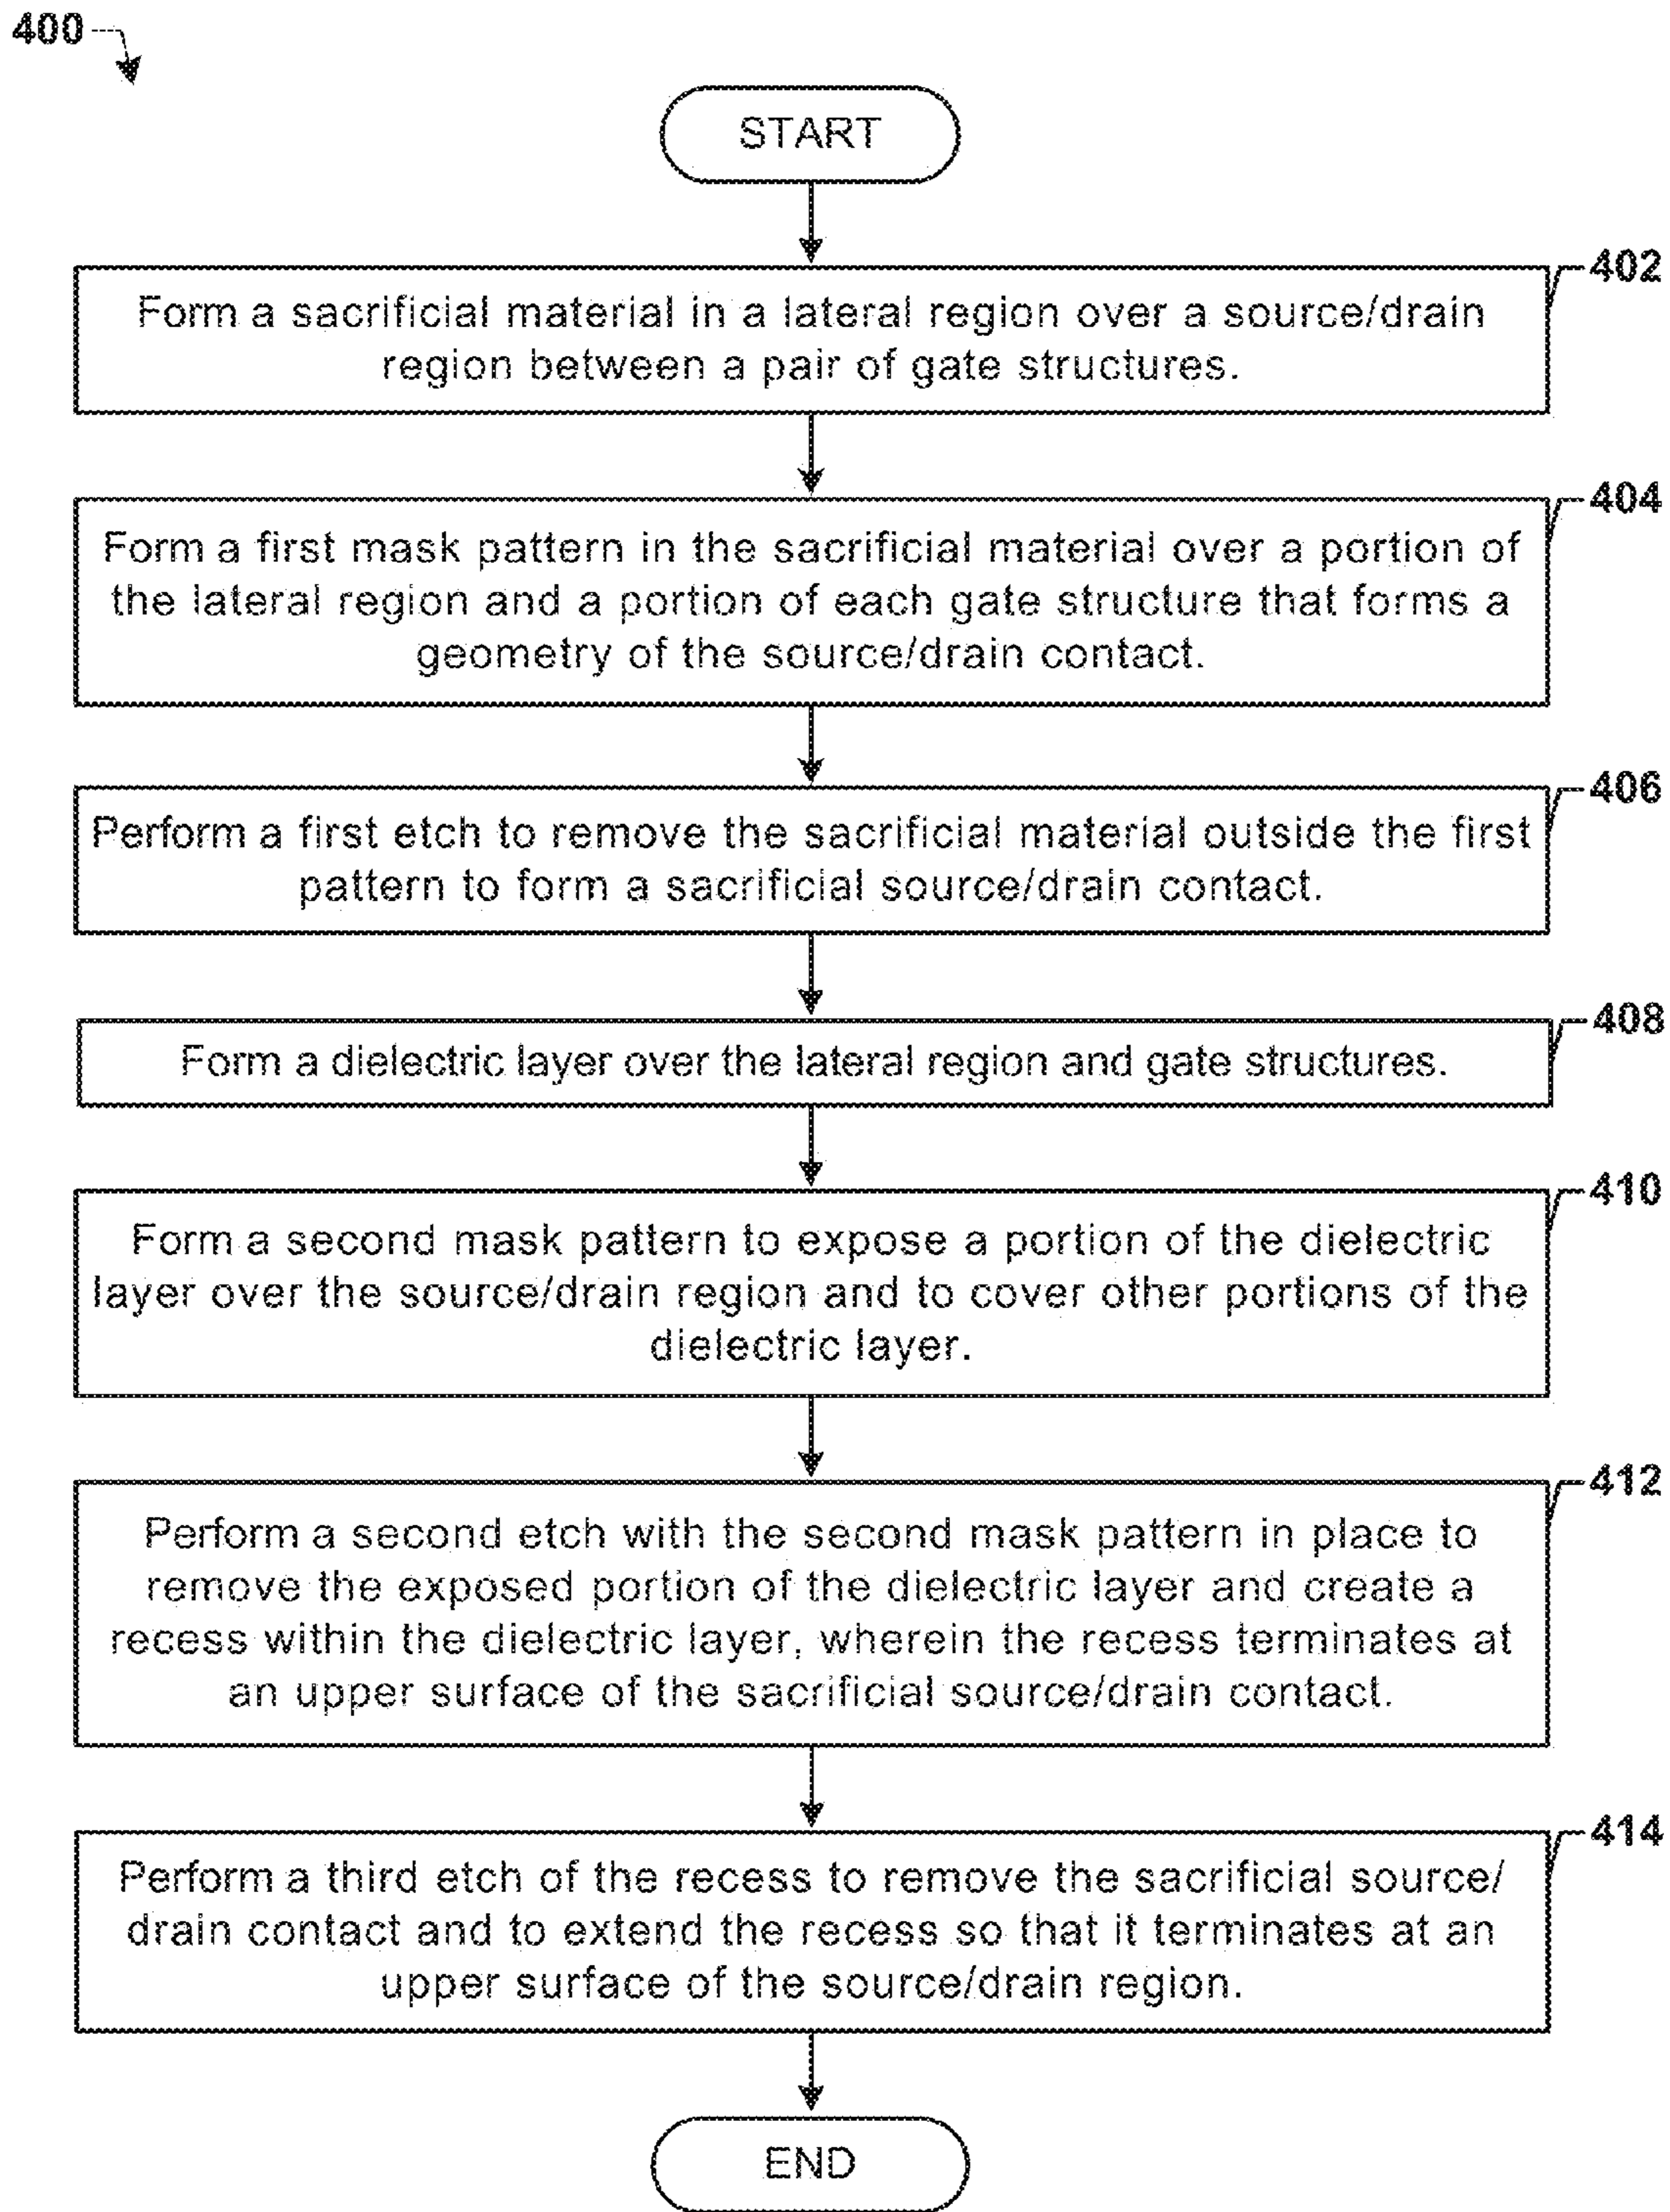 400
START
402
Form a sacrificial material in a lateral region over a source/drain
region between a pair of gate structures.
404
Form a first mask pattern in the sacrificial material over a portion of
the lateral region and a portion of each gate structure that forms a
geometry of the source/drain contact.
406
Perform a first etch to remove the sacrificial material outside the first
pattern to form a sacrificial source/drain contact.
408
Form a dielectric layer over the lateral region and gate structures.
410
Form a second mask pattern to expose a portion of the dielectric
layer over the source/drain region and to cover other portions of the
dielectric layer.
412
Perform a second etch with the second mask pattern in place to
remove the exposed portion of the dielectric layer and create a
recess within the dielectric layer, wherein the recess terminates at
an upper surface of the sacrificial source/drain contact.
414
Perform a third etch of the recess to remove the sacrificial source/
drain contact and to extend the recess so that it terminates at an
upper surface of the source/drain region.
END